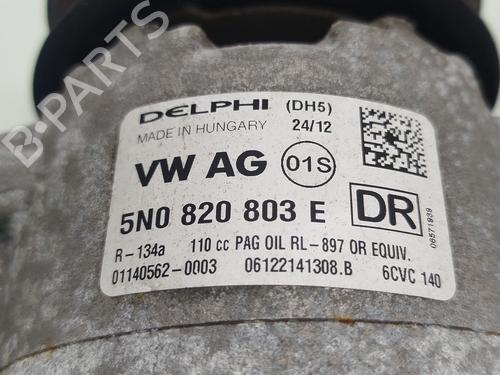 B-PARTS
DELPHI (DH5)
MADE IN HUNGARY 24/12
VW AG 01S
5N0 820 803 E DR
06571939
R-134a 110 cc PAG OIL RL-897 OR EQUIV.
01140562-0003 06122141308.B 6CVC 140